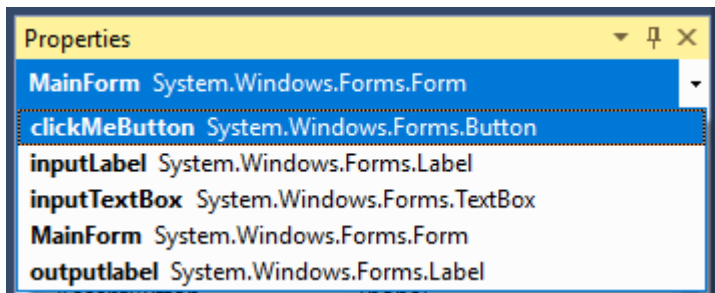 Properties
MainForm System.Windows.Forms.Form
clickMeButton System.Windows.Forms.Button
inputLabel System.Windows.Forms.Label
inputTextBox System.Windows.Forms.TextBox
MainForm System.Windows.Forms.Form
outputlabel System.Windows.Forms.Label